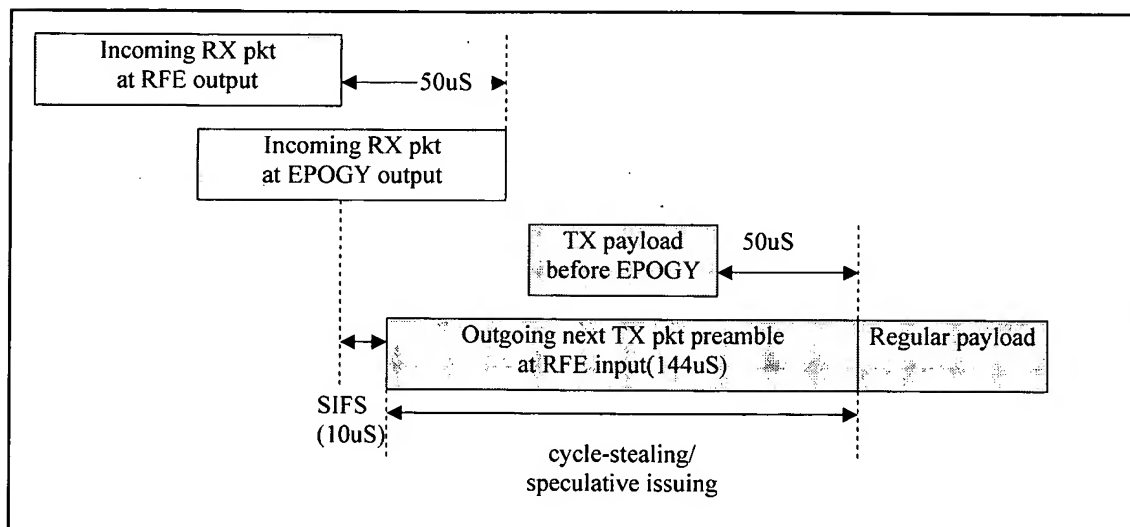 Incoming RX pkt
at RFE output
50uS
Incoming RX pkt
at EPOGY output
TX payload
before EPOGY
50uS
Outgoing next TX pkt preamble
at RFE input(144uS)
Regular payload
SIFS
(10uS)
cycle-stealing/
speculative issuing